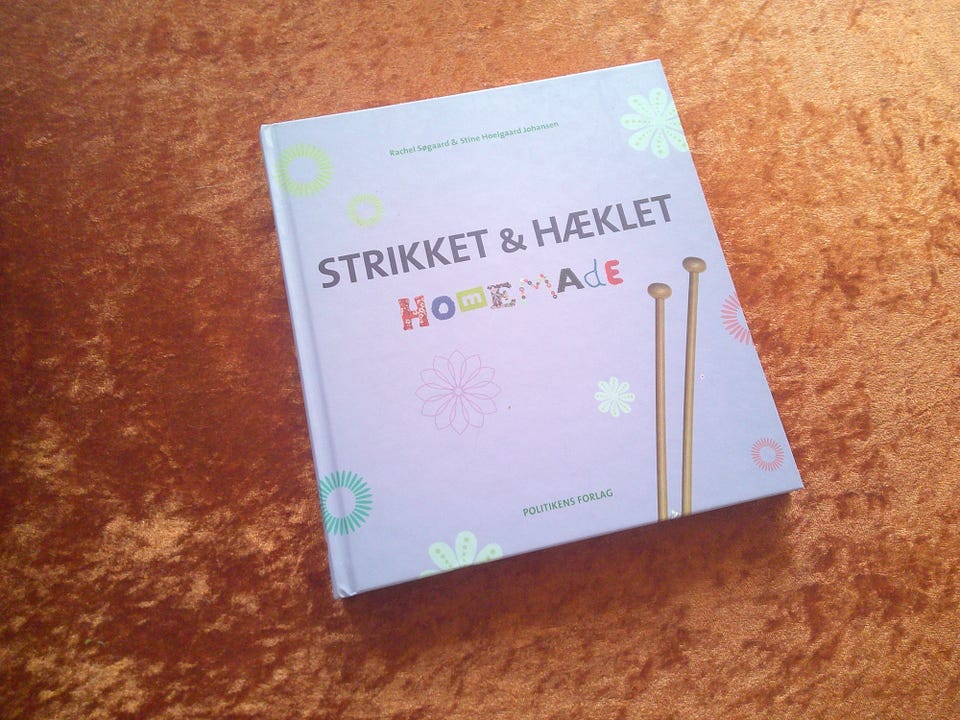 Rachel Søgaard & Stine Hoelgaard Johansen
STRIKKET & HÆKLET
HomEMAdE
POLITIKENS FORLAG